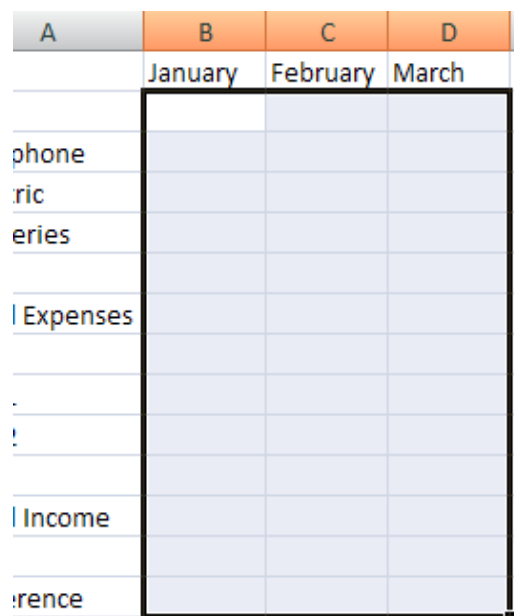 A B C D
January February March
phone
tric
eries
Expenses
Income
erence